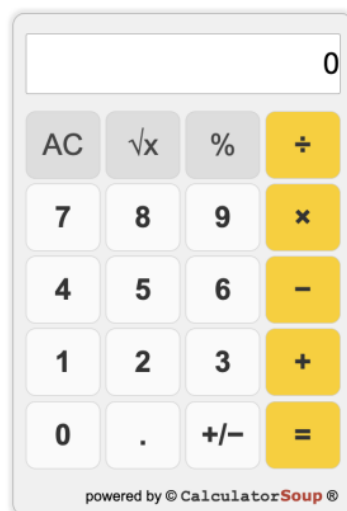 0
AC √x % ÷
7 8 9 ×
4 5 6 −
1 2 3 +
0 . +/− =
powered by © CalculatorSoup ®